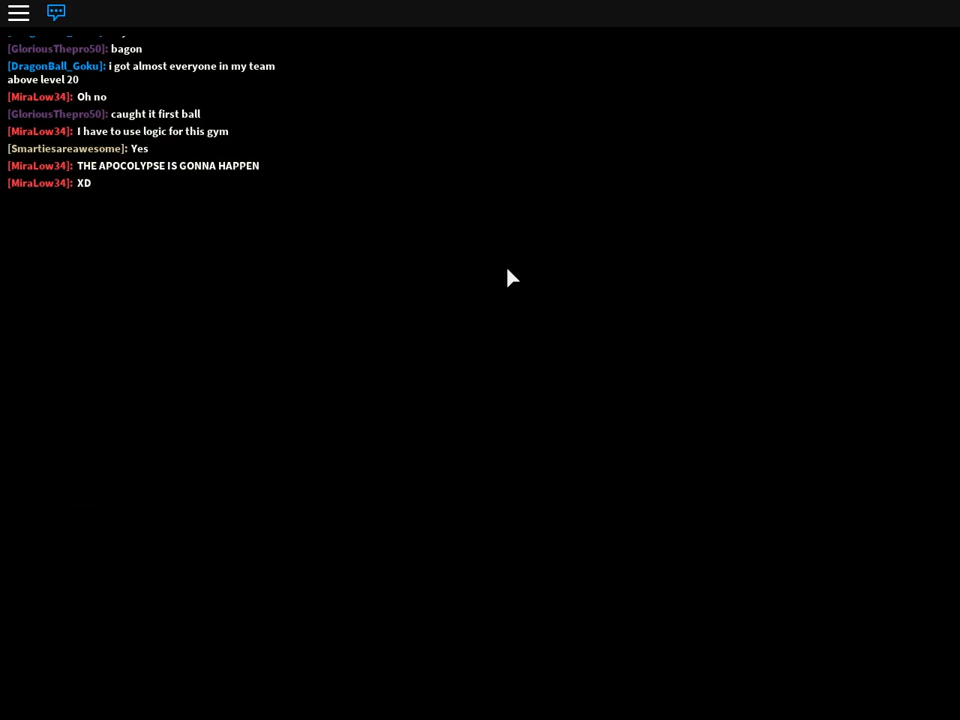 [GloriousThepro50]: bagon
[DragonBall_Goku]: i got almost everyone in my team
above level 20
[MiraLow34]: Oh no
[GloriousThepro50]: caught it first ball
[MiraLow34]: I have to use logic for this gym
[Smartiesareawesome]: Yes
[MiraLow34]: THE APOCOLYPSE IS GONNA HAPPEN
[MiraLow34]: XD